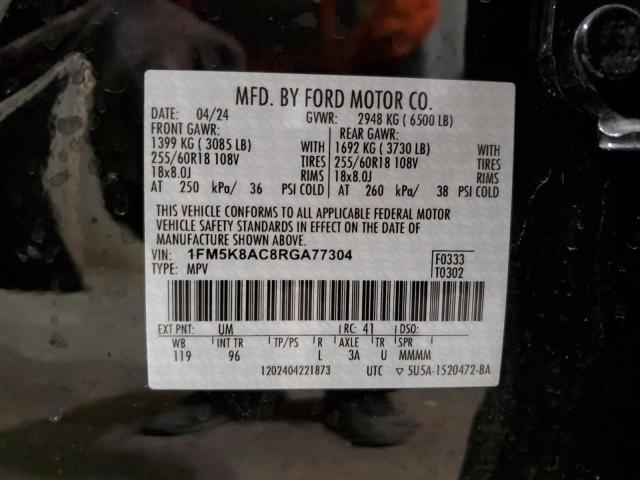 MFD. BY FORD MOTOR CO.
DATE: 04/24 GVWR: 2948 KG ( 6500 LB)
FRONT GAWR: REAR GAWR:
1399 KG ( 3085 LB) WITH 1692 KG ( 3730 LB) WITH
255/60R18 108V TIRES 255/60R18 108V TIRES
18x8.0J RIMS 18x8.0J RIMS
AT 250 kPa/ 36 PSI COLD AT 260 kPa/ 38 PSI COLD
THIS VEHICLE CONFORMS TO ALL APPLICABLE FEDERAL MOTOR
VEHICLE SAFETY STANDARDS IN EFFECT ON THE DATE OF
MANUFACTURE SHOWN ABOVE.
VIN: 1FM5K8AC8RGA77304 F0333
TYPE: MPV T0302
EXT PNT: UM RC: 41 DSO:
WB INT TR TP/PS R AXLE TR SPR
119 96 L 3A U MMMM
1202404221873 UTC ▽ 5U5A-1520472-BA